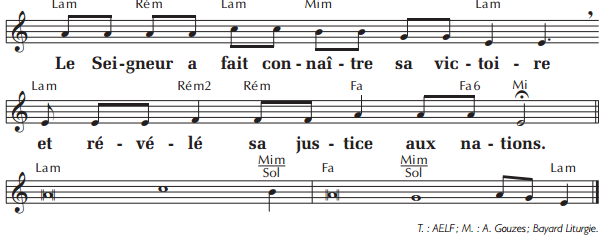 Lam Rém Lam Mim Lam
Le Sei-gneur a fait con-naî-tre sa vic-toi-re
Lam Rém2 Rém Fa Fa6 Mi
et ré-vé-lé sa jus-tice aux na-tions.
Lam Mim/Sol Fa Mim/Sol Lam
T. : AELF ; M. : A. Gouzes ; Bayard Liturgie.